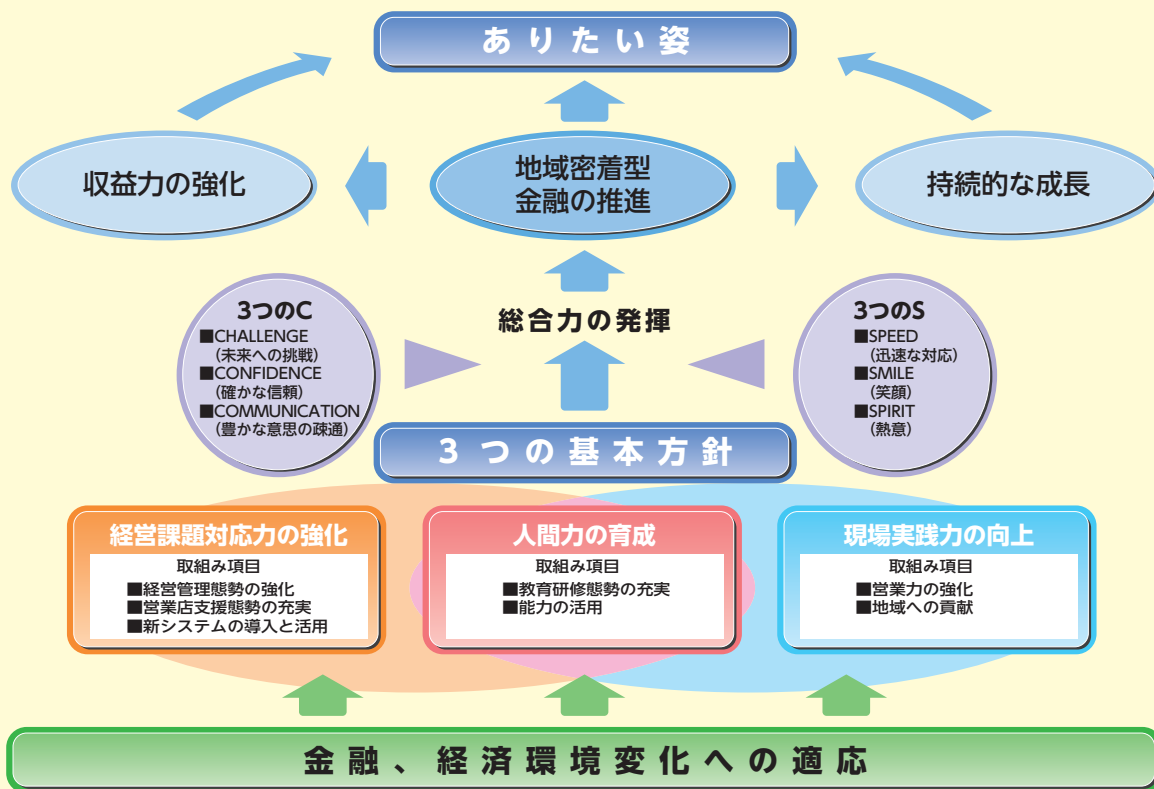 ありたい姿
収益力の強化
地域密着型
金融の推進
持続的な成長
3つのC
■CHALLENGE
(未来への挑戦)
■CONFIDENCE
(確かな信頼)
■COMMUNICATION
(豊かな意思の疎通)
総合力の発揮
3つのS
■SPEED
(迅速な対応)
■SMILE
(笑顔)
■SPIRIT
(熱意)
3つの基本方針
経営課題対応力の強化
取組み項目
■経営管理態勢の強化
■営業店支援態勢の充実
■新システムの導入と活用
人間力の育成
取組み項目
■教育研修態勢の充実
■能力の活用
現場実践力の向上
取組み項目
■営業力の強化
■地域への貢献
金融、経済環境変化への適応